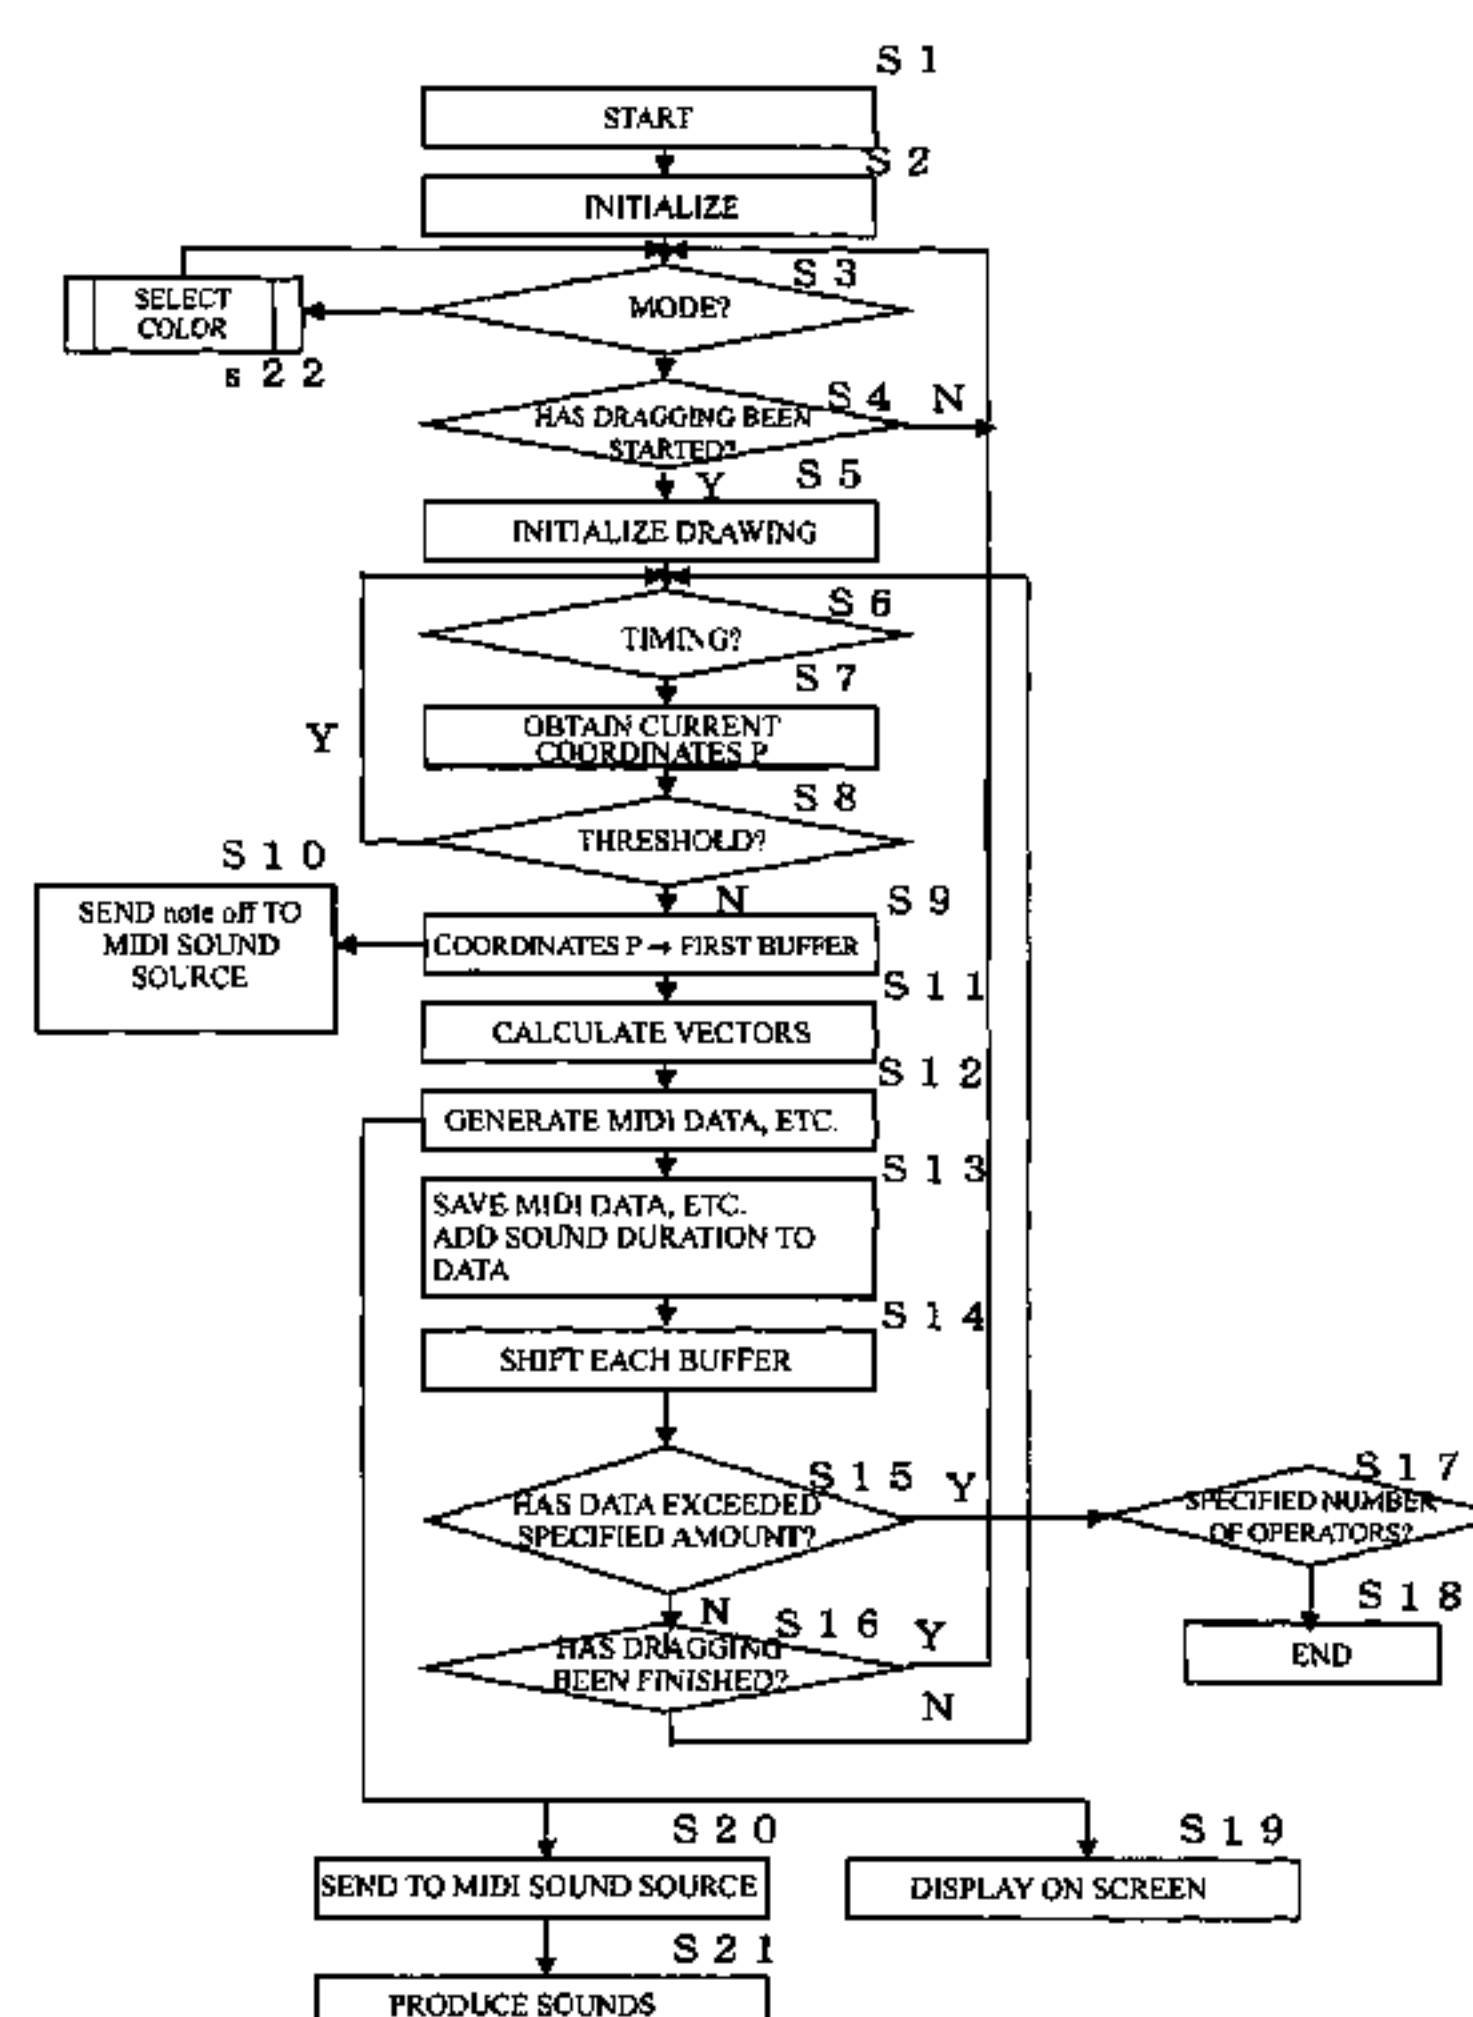 S 1
START
S 2
INITIALIZE
S 3
MODE?
SELECT
COLOR
s 2 2
S 4
N
HAS DRAGGING BEEN
STARTED?
Y
S 5
INITIALIZE DRAWING
S 6
TIMING?
S 7
OBTAIN CURRENT
COORDINATES P
Y
S 8
THRESHOLD?
N
S 1 0
SEND note off TO
MIDI SOUND
SOURCE
S 9
COORDINATES P → FIRST BUFFER
S 1 1
CALCULATE VECTORS
S 1 2
GENERATE MIDI DATA, ETC.
S 1 3
SAVE MIDI DATA, ETC.
ADD SOUND DURATION TO
DATA
S 1 4
SHIFT EACH BUFFER
S 1 5
Y
HAS DATA EXCEEDED
SPECIFIED AMOUNT?
N
S 1 7
SPECIFIED NUMBER
OF OPERATORS?
S 1 8
END
S 1 6
Y
HAS DRAGGING
BEEN FINISHED?
N
S 2 0
SEND TO MIDI SOUND SOURCE
S 1 9
DISPLAY ON SCREEN
S 2 1
PRODUCE SOUNDS